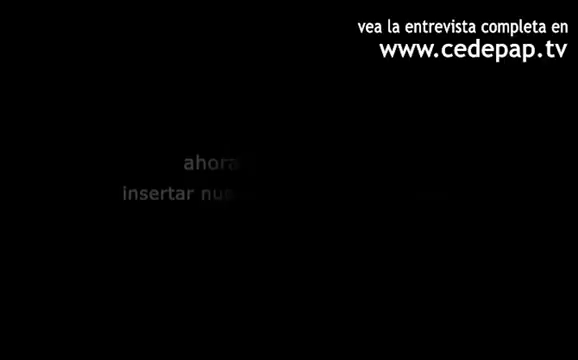 vea la entrevista completa en
www.cedepap.tv
ahora
insertar